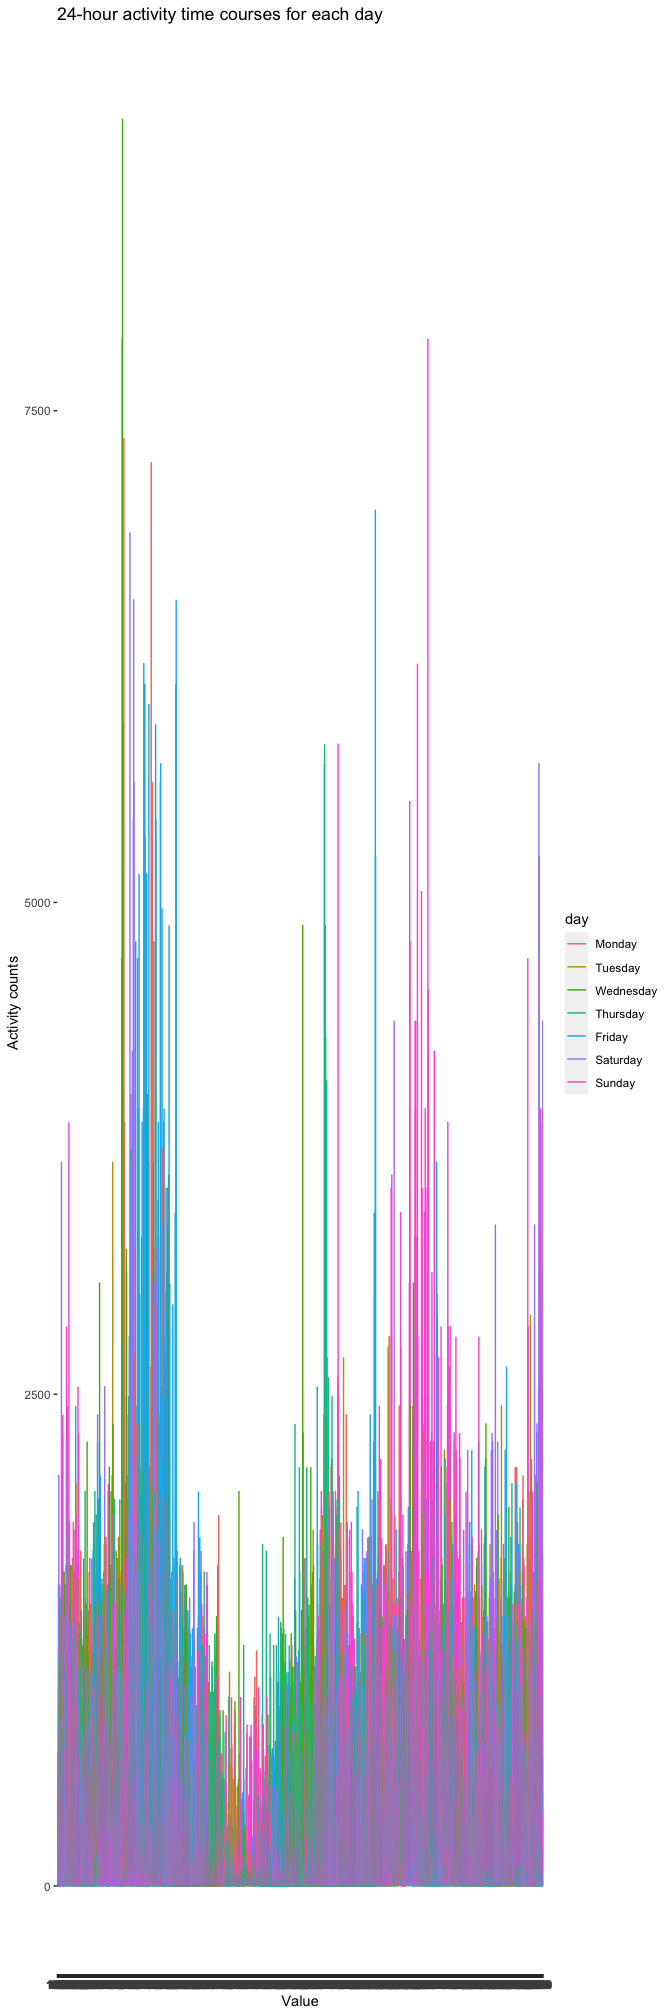 24-hour activity time courses for each day
7500
5000
2500
0
Activity counts
Value
day
Monday
Tuesday
Wednesday
Thursday
Friday
Saturday
Sunday